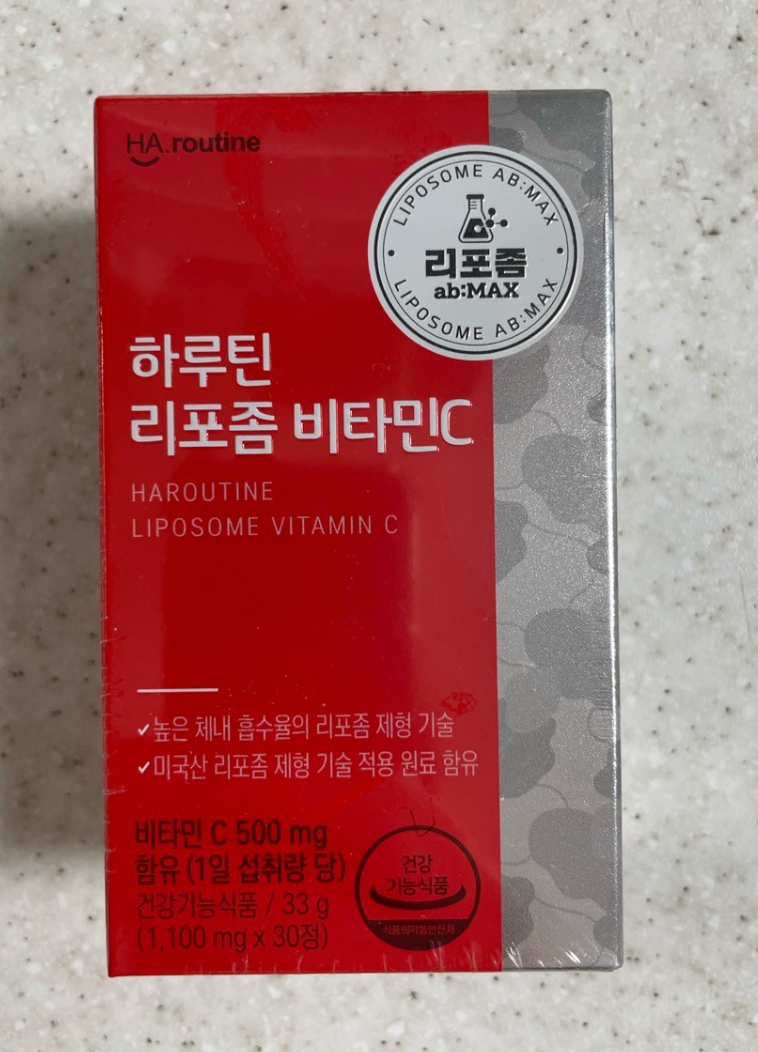 HA.routine
LIPOSOME AB:MAX
리포좀
ab:MAX
LIPOSOME AB:MAX
하루틴
리포좀 비타민C
HAROUTINE
LIPOSOME VITAMIN C
✓높은 체내 흡수율의 리포좀 제형 기술
✓미국산 리포좀 제형 기술 적용 원료 함유
비타민 C 500 mg
함유 (1일 섭취량 당)
건강기능식품 / 33 g
(1,100 mg x 30정)
건강
기능식품
식품의약품안전처